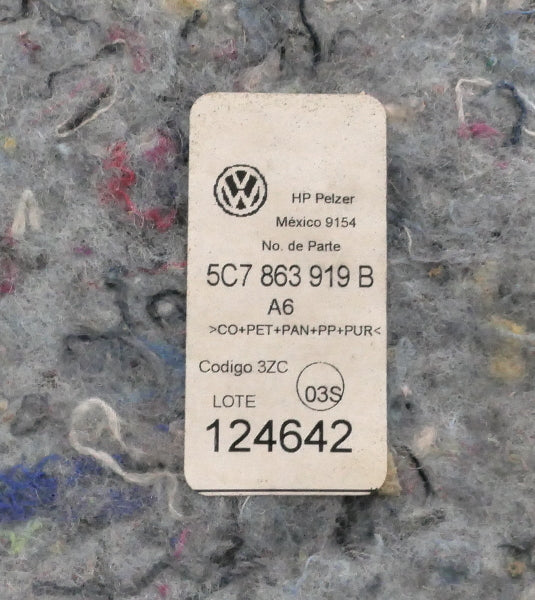 HP Pelzer
México 9154
No. de Parte
5C7 863 919 B
A6
>CO+PET+PAN+PP+PUR<
Codigo 3ZC
03S
LOTE
124642